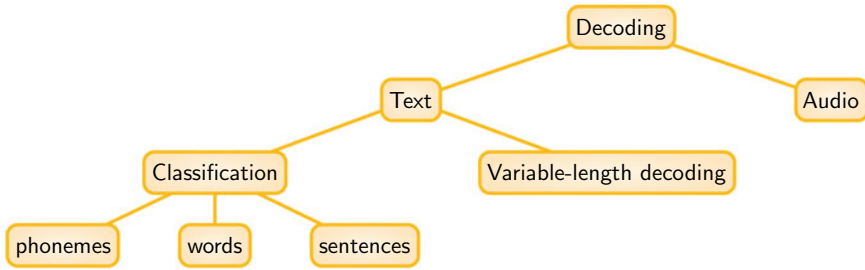 Decoding
Text
Audio
Classification
Variable-length decoding
phonemes
words
sentences